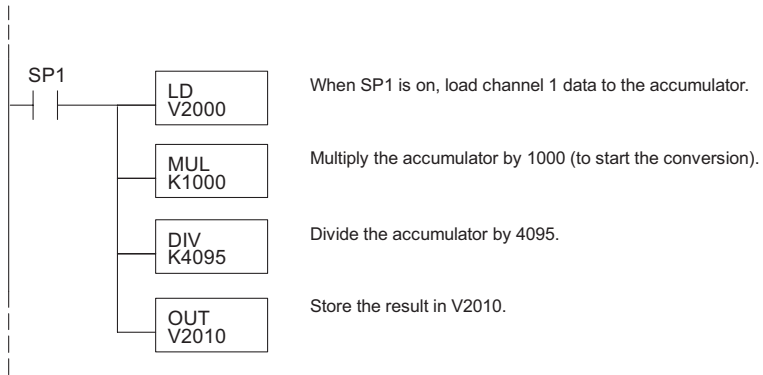 SP1
LD
V2000
When SP1 is on, load channel 1 data to the accumulator.
MUL
K1000
Multiply the accumulator by 1000 (to start the conversion).
DIV
K4095
Divide the accumulator by 4095.
OUT
V2010
Store the result in V2010.